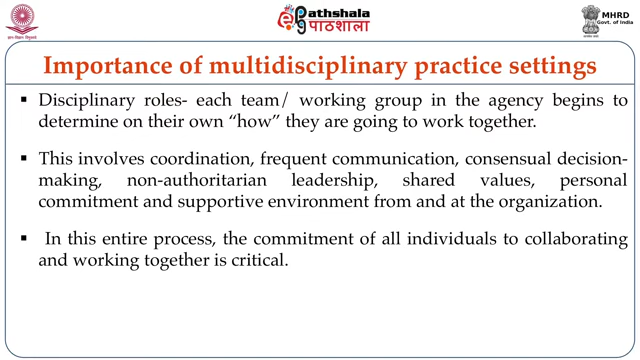 ePathshala
पाठशाला
MHRD
Govt. of India
Importance of multidisciplinary practice settings
▪ Disciplinary roles- each team/ working group in the agency begins to
determine on their own “how” they are going to work together.
▪ This involves coordination, frequent communication, consensual decision-
making, non-authoritarian leadership, shared values, personal
commitment and supportive environment from and at the organization.
▪ In this entire process, the commitment of all individuals to collaborating
and working together is critical.